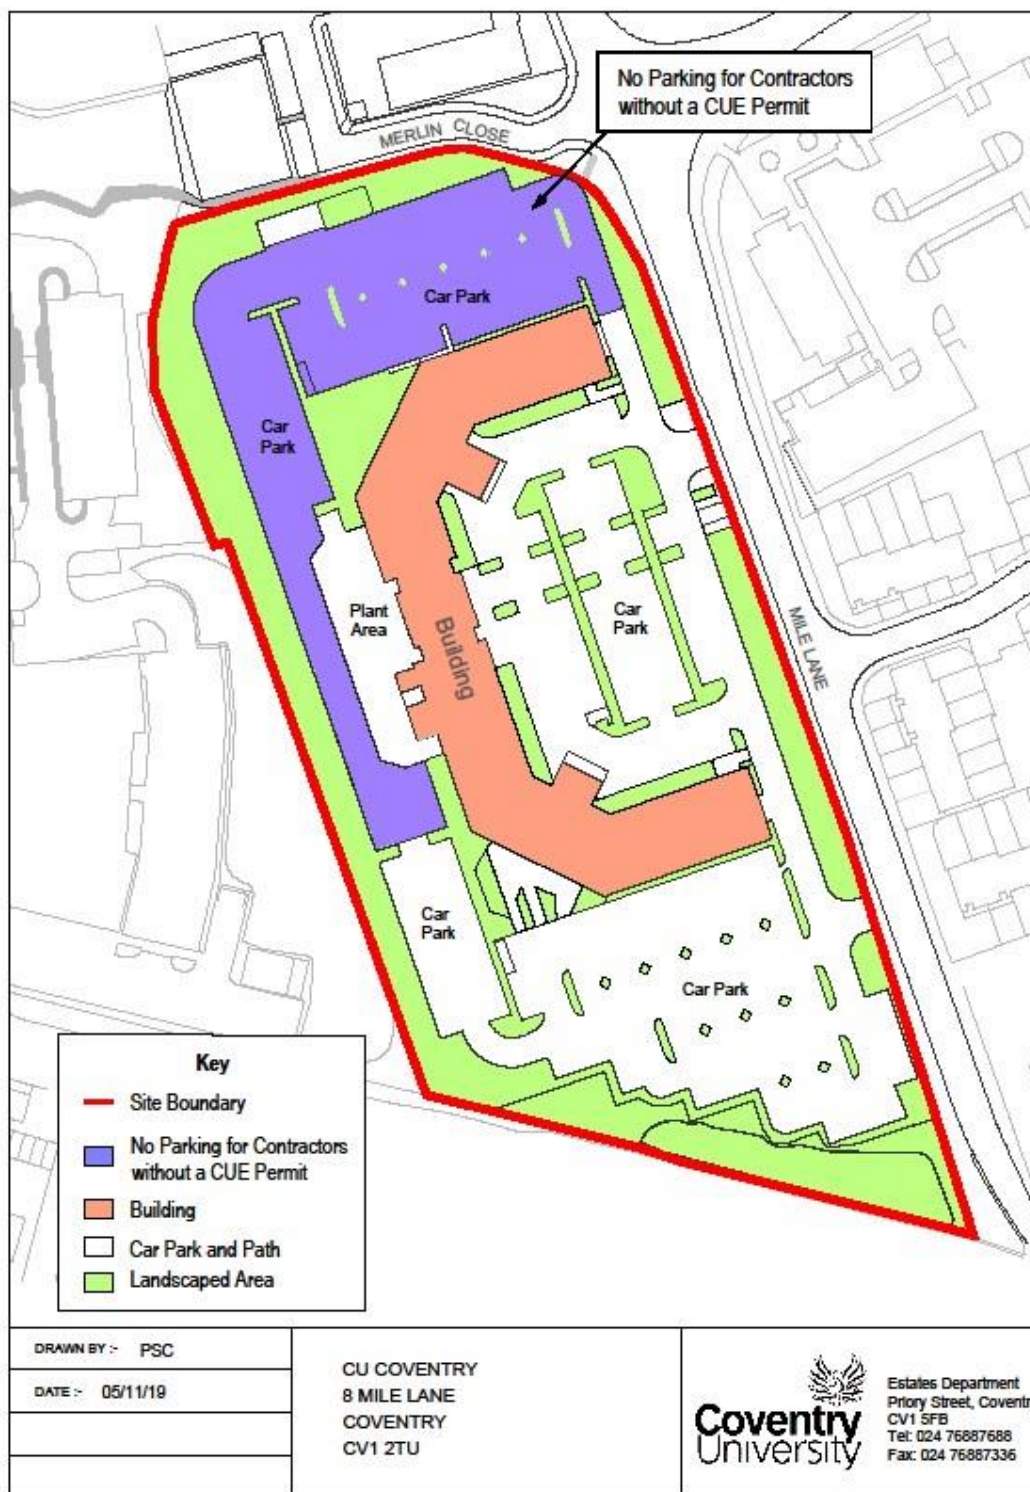 No Parking for Contractors
without a CUE Permit
MERLIN CLOSE
Car Park
Car
Park
Plant
Area
Building
Car
Park
MILE LANE
Car
Park
Car Park
Key
Site Boundary
No Parking for Contractors
without a CUE Permit
Building
Car Park and Path
Landscaped Area
DRAWN BY :- PSC
DATE :- 05/11/19
CU COVENTRY
8 MILE LANE
COVENTRY
CV1 2TU
Coventry
University
Estates Department
Priory Street, Coventr
CV1 5FB
Tel: 024 76887688
Fax: 024 76887336